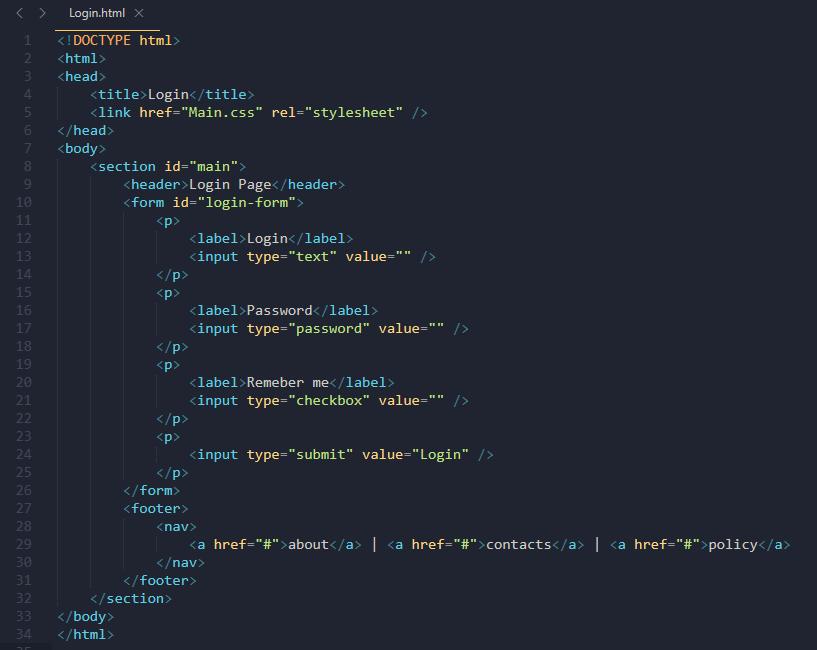 Login.html
1 <!DOCTYPE html>
2 <html>
3 <head>
4 <title>Login</title>
5 <link href="Main.css" rel="stylesheet" />
6 </head>
7 <body>
8 <section id="main">
9 <header>Login Page</header>
10 <form id="login-form">
11 <p>
12 <label>Login</label>
13 <input type="text" value="" />
14 </p>
15 <p>
16 <label>Password</label>
17 <input type="password" value="" />
18 </p>
19 <p>
20 <label>Remeber me</label>
21 <input type="checkbox" value="" />
22 </p>
23 <p>
24 <input type="submit" value="Login" />
25 </p>
26 </form>
27 <footer>
28 <nav>
29 <a href="#">about</a> | <a href="#">contacts</a> | <a href="#">policy</a>
30 </nav>
31 </footer>
32 </section>
33 </body>
34 </html>